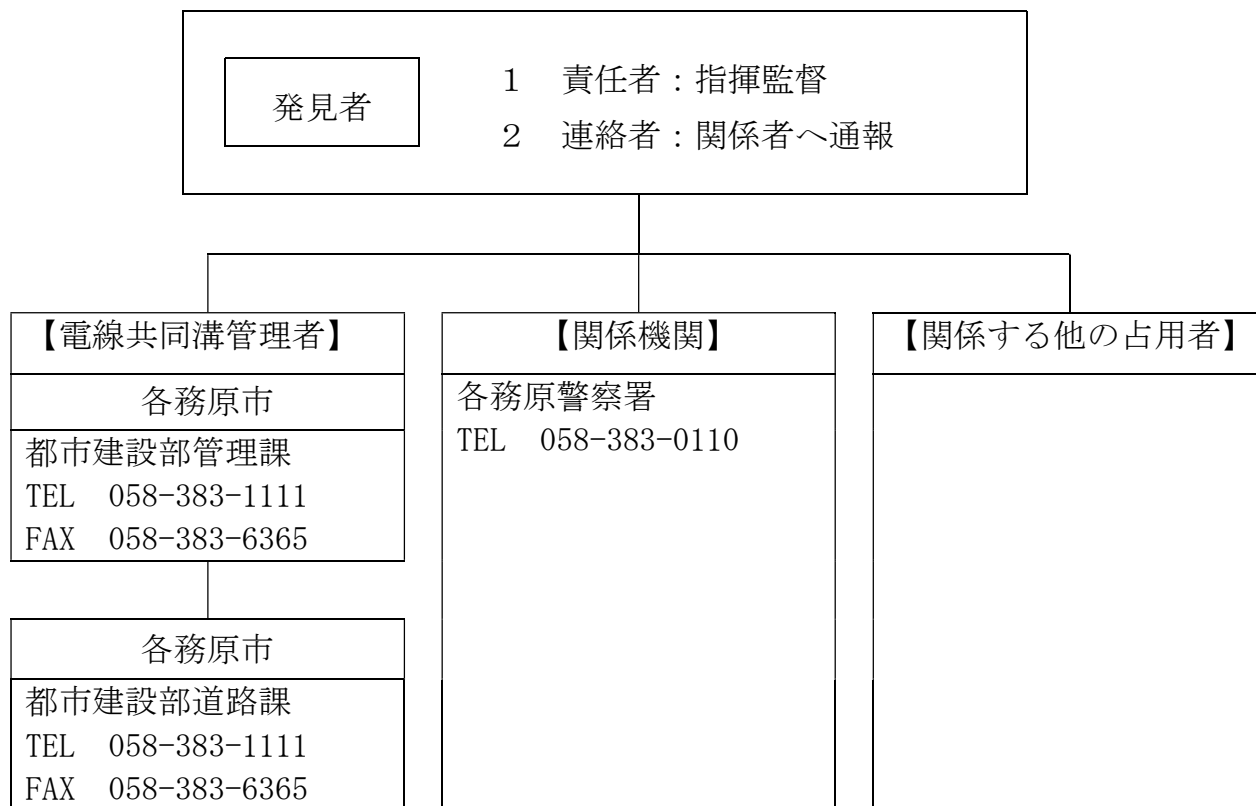 発見者
１　責任者：指揮監督
２　連絡者：関係者へ通報
【電線共同溝管理者】
各務原市
都市建設部管理課
TEL　058-383-1111
FAX　058-383-6365
各務原市
都市建設部道路課
TEL　058-383-1111
FAX　058-383-6365
【関係機関】
各務原警察署
TEL　058-383-0110
【関係する他の占用者】